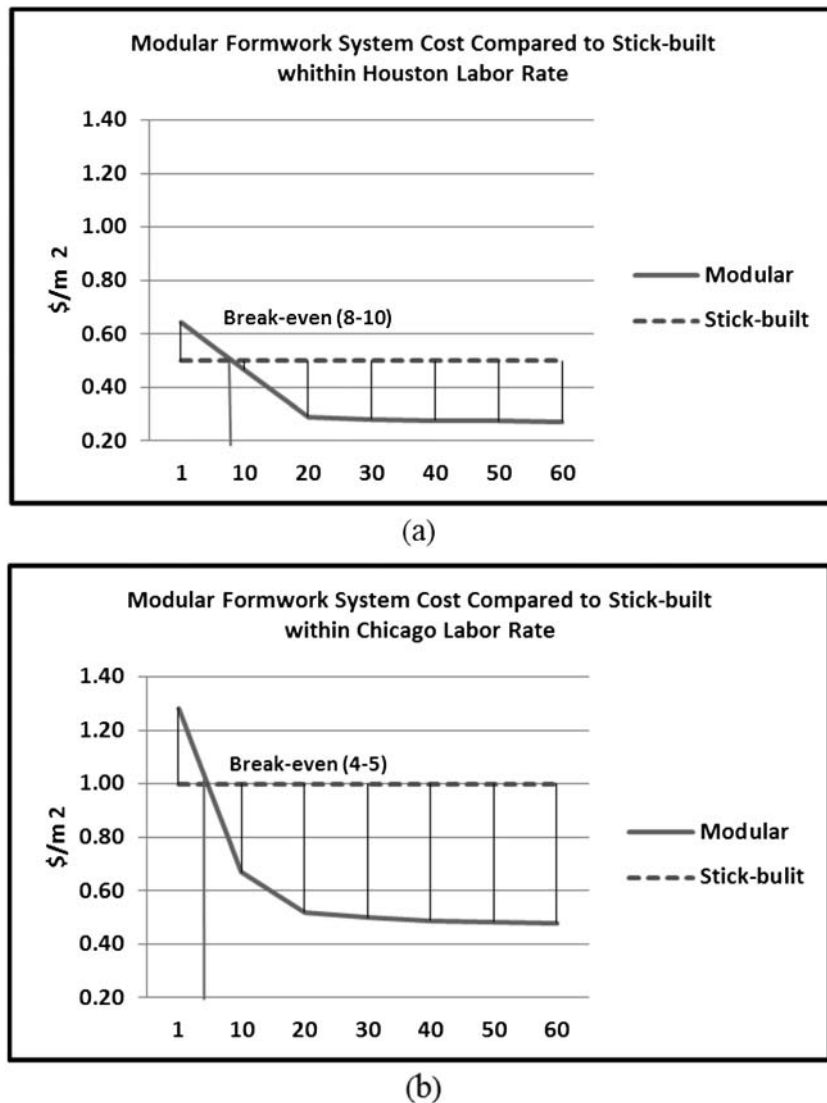 Modular Formwork System Cost Compared to Stick-built
whithin Houston Labor Rate
1.40
1.20
1.00
0.80
0.60
0.40
0.20
$/m 2
Break-even (8-10)
Modular
Stick-built
1 10 20 30 40 50 60
(a)
Modular Formwork System Cost Compared to Stick-built
within Chicago Labor Rate
1.40
1.20
1.00
0.80
0.60
0.40
0.20
$/m 2
Break-even (4-5)
Modular
Stick-bulit
1 10 20 30 40 50 60
(b)